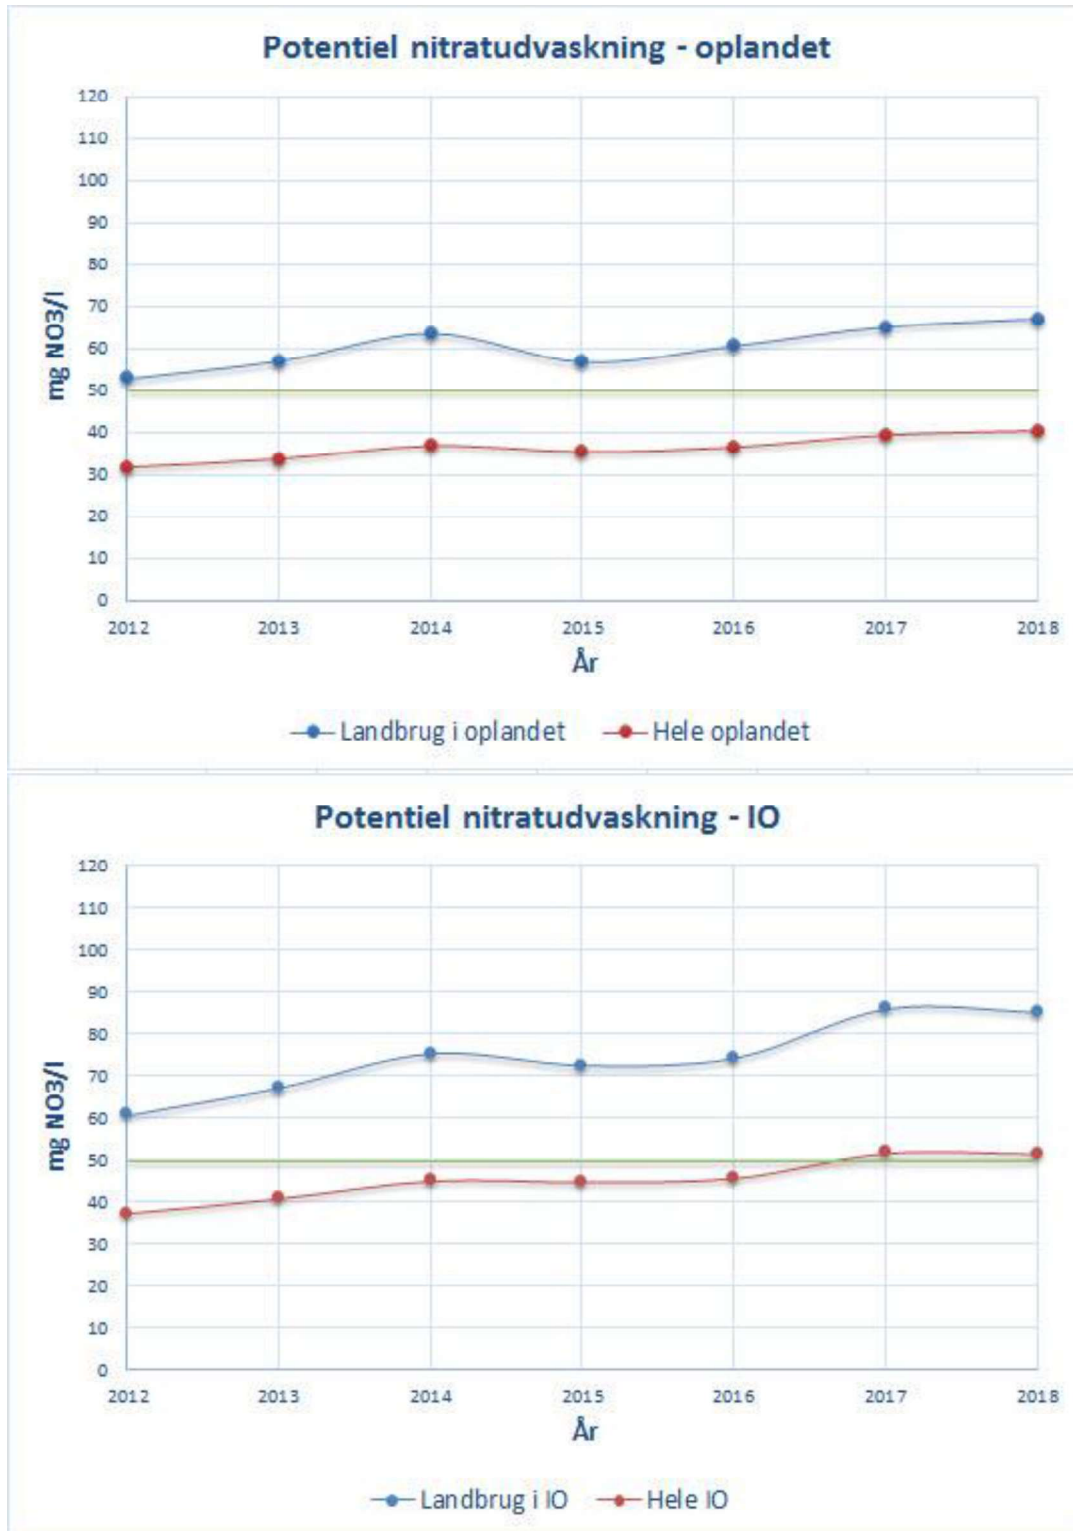 Potentiel nitratudvaskning - oplandet
120
110
100
90
80
70
60
50
40
30
20
10
0
mg NO3/l
2012 2013 2014 2015 2016 2017 2018
År
Landbrug i oplandet Hele oplandet
Potentiel nitratudvaskning - IO
120
110
100
90
80
70
60
50
40
30
20
10
0
mg NO3/l
2012 2013 2014 2015 2016 2017 2018
År
Landbrug i IO Hele IO